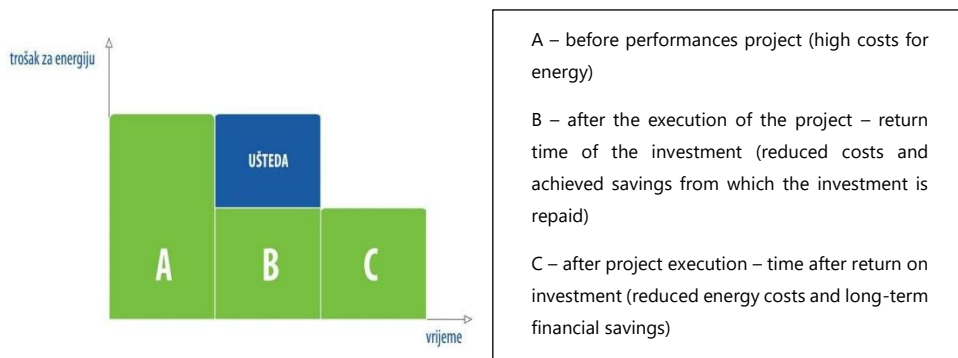 trošak za energiju
UŠTEDA
A
B
C
vrijeme
A – before performances project (high costs for
energy)
B – after the execution of the project – return
time of the investment (reduced costs and
achieved savings from which the investment is
repaid)
C – after project execution – time after return on
investment (reduced energy costs and long-term
financial savings)